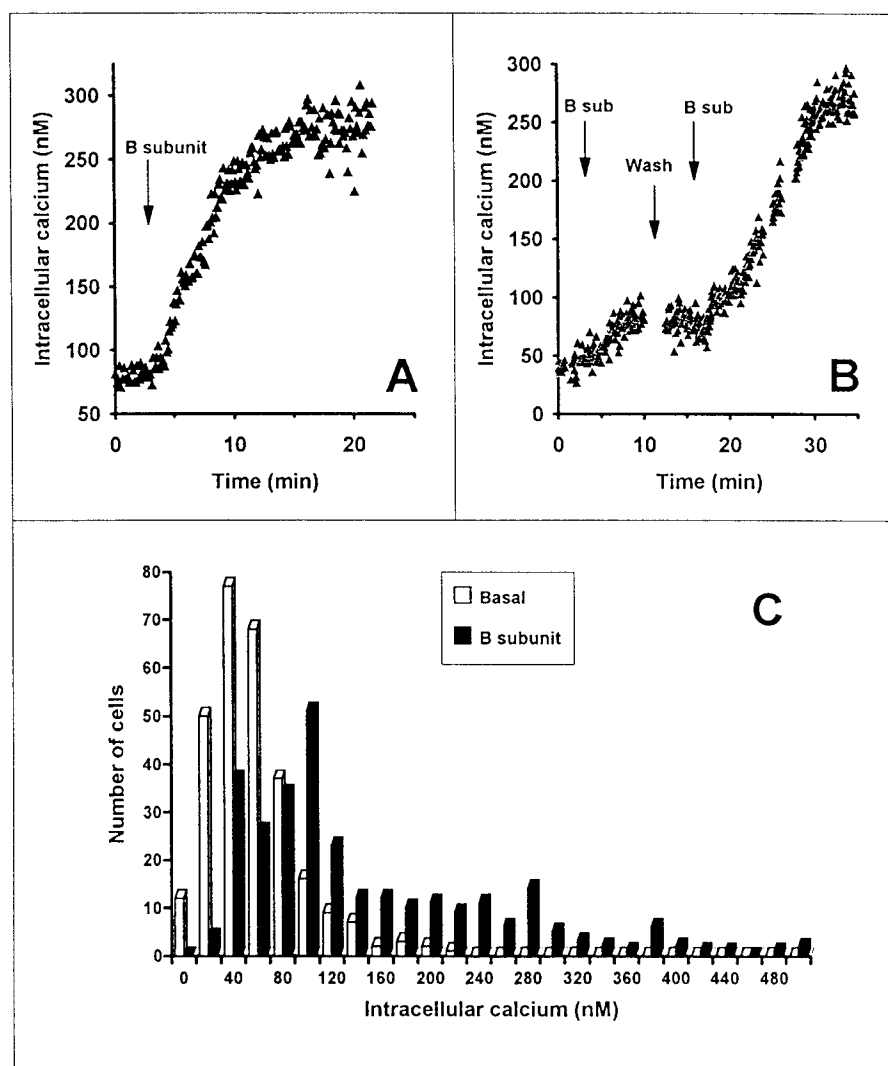 300
250
200
150
100
50
Intracellular calcium (nM)
B subunit
0
10
20
Time (min)
A
300
250
200
150
100
50
0
Intracellular calcium (nM)
B sub
Wash
B sub
0
10
20
30
Time (min)
B
80
70
60
50
40
30
20
10
0
Number of cells
Basal
B subunit
C
0 40 80 120 160 200 240 280 320 360 400 440 480
Intracellular calcium (nM)